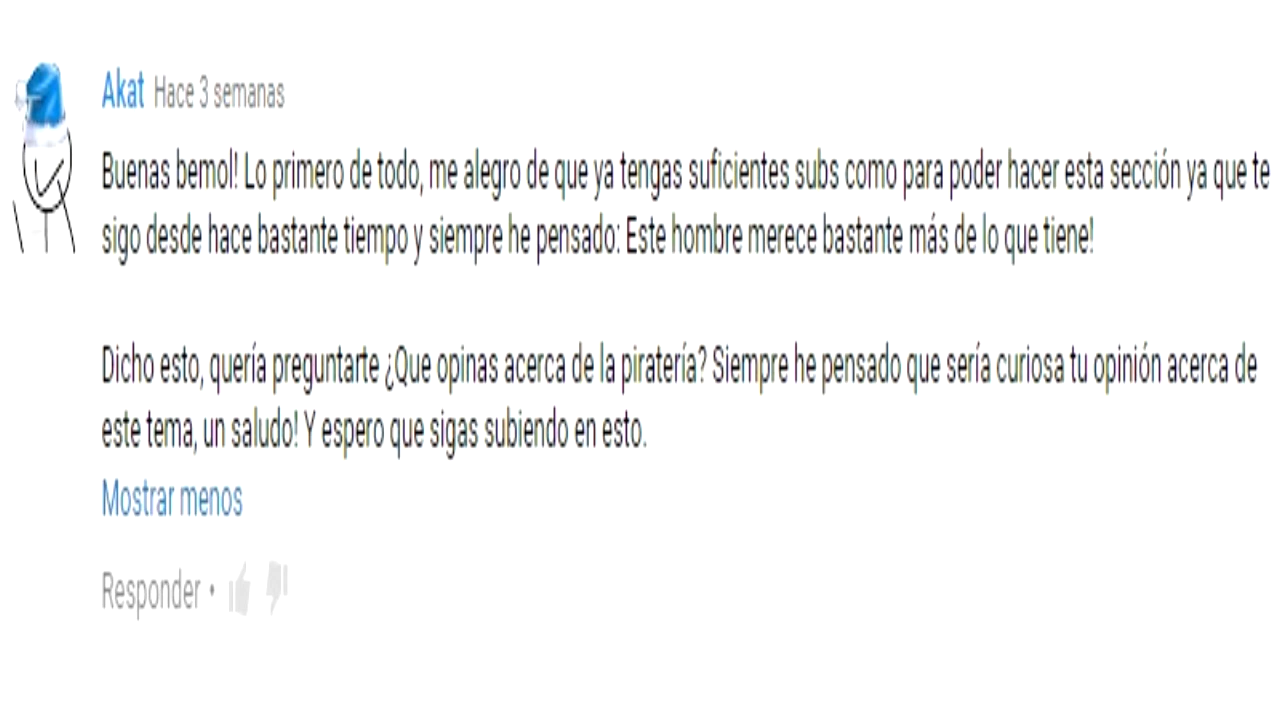 Akat Hace 3 semanas
Buenas bemol! Lo primero de todo, me alegro de que ya tengas suficientes subs como para poder hacer esta sección ya que te
sigo desde hace bastante tiempo y siempre he pensado: Este hombre merece bastante más de lo que tiene!
Dicho esto, quería preguntarte ¿Que opinas acerca de la piratería? Siempre he pensado que sería curiosa tu opinión acerca de
este tema, un saludo! Y espero que sigas subiendo en esto.
Mostrar menos
Responder •